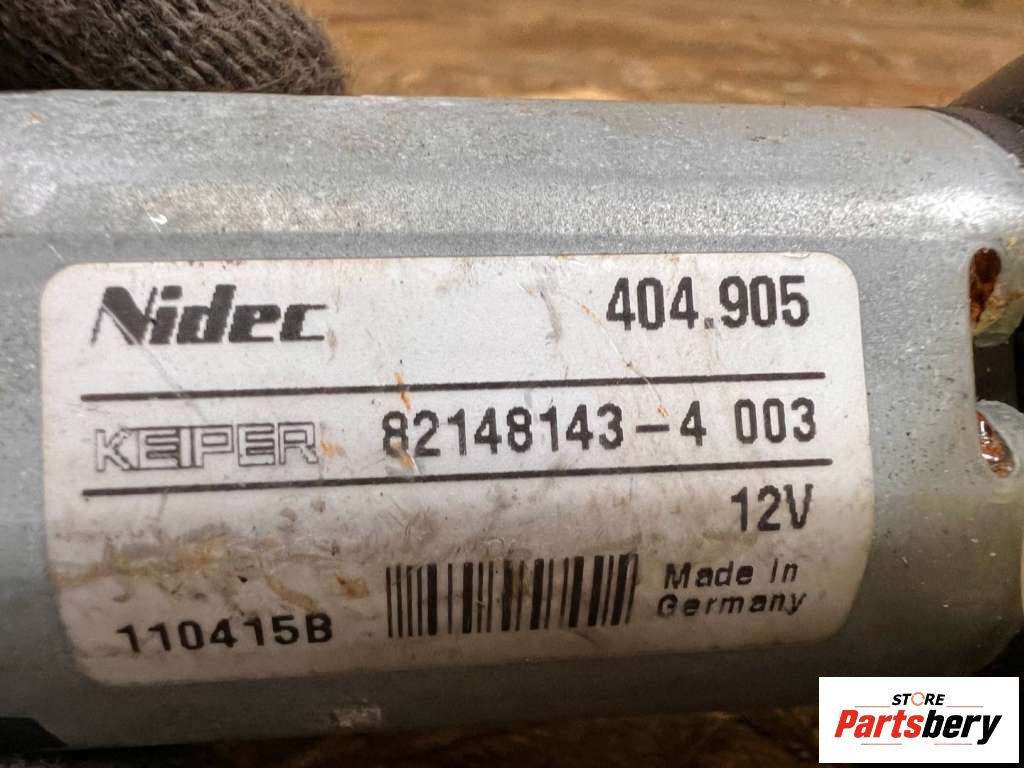 Nidec 404.905
KEIPER 82148143-4 003
12V
Made in
Germany
110415B
STORE
Partsbery